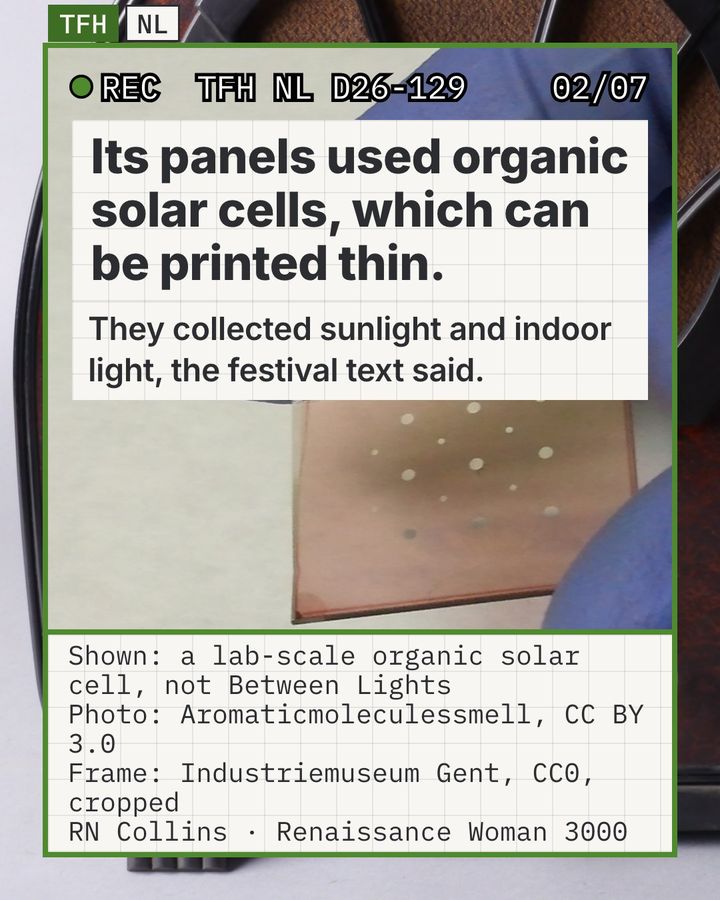 TFH NL
REC TFH NL D26-129 02/07
Its panels used organic
solar cells, which can
be printed thin.
They collected sunlight and indoor
light, the festival text said.
Shown: a lab-scale organic solar
cell, not Between Lights
Photo: Aromaticmoleculessmell, CC BY
3.0
Frame: Industriemuseum Gent, CC0,
cropped
RN Collins · Renaissance Woman 3000